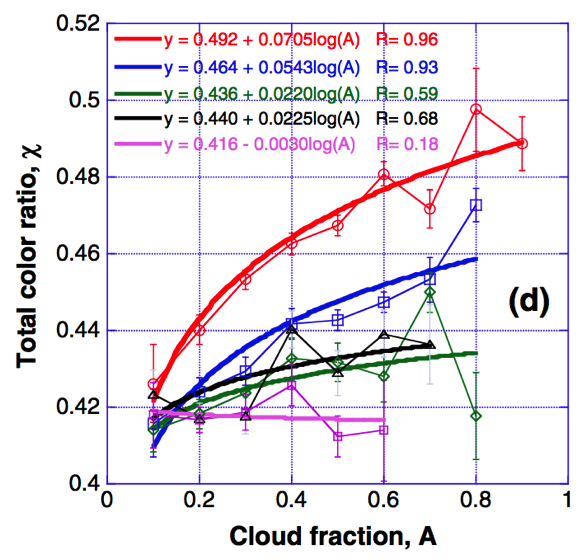 0.52
0.5
0.48
0.46
0.44
0.42
0.4
Total color ratio, χ
y = 0.492 + 0.0705log(A) R= 0.96
y = 0.464 + 0.0543log(A) R= 0.93
y = 0.436 + 0.0220log(A) R= 0.59
y = 0.440 + 0.0225log(A) R= 0.68
y = 0.416 - 0.0030log(A) R= 0.18
(d)
0 0.2 0.4 0.6 0.8 1
Cloud fraction, A